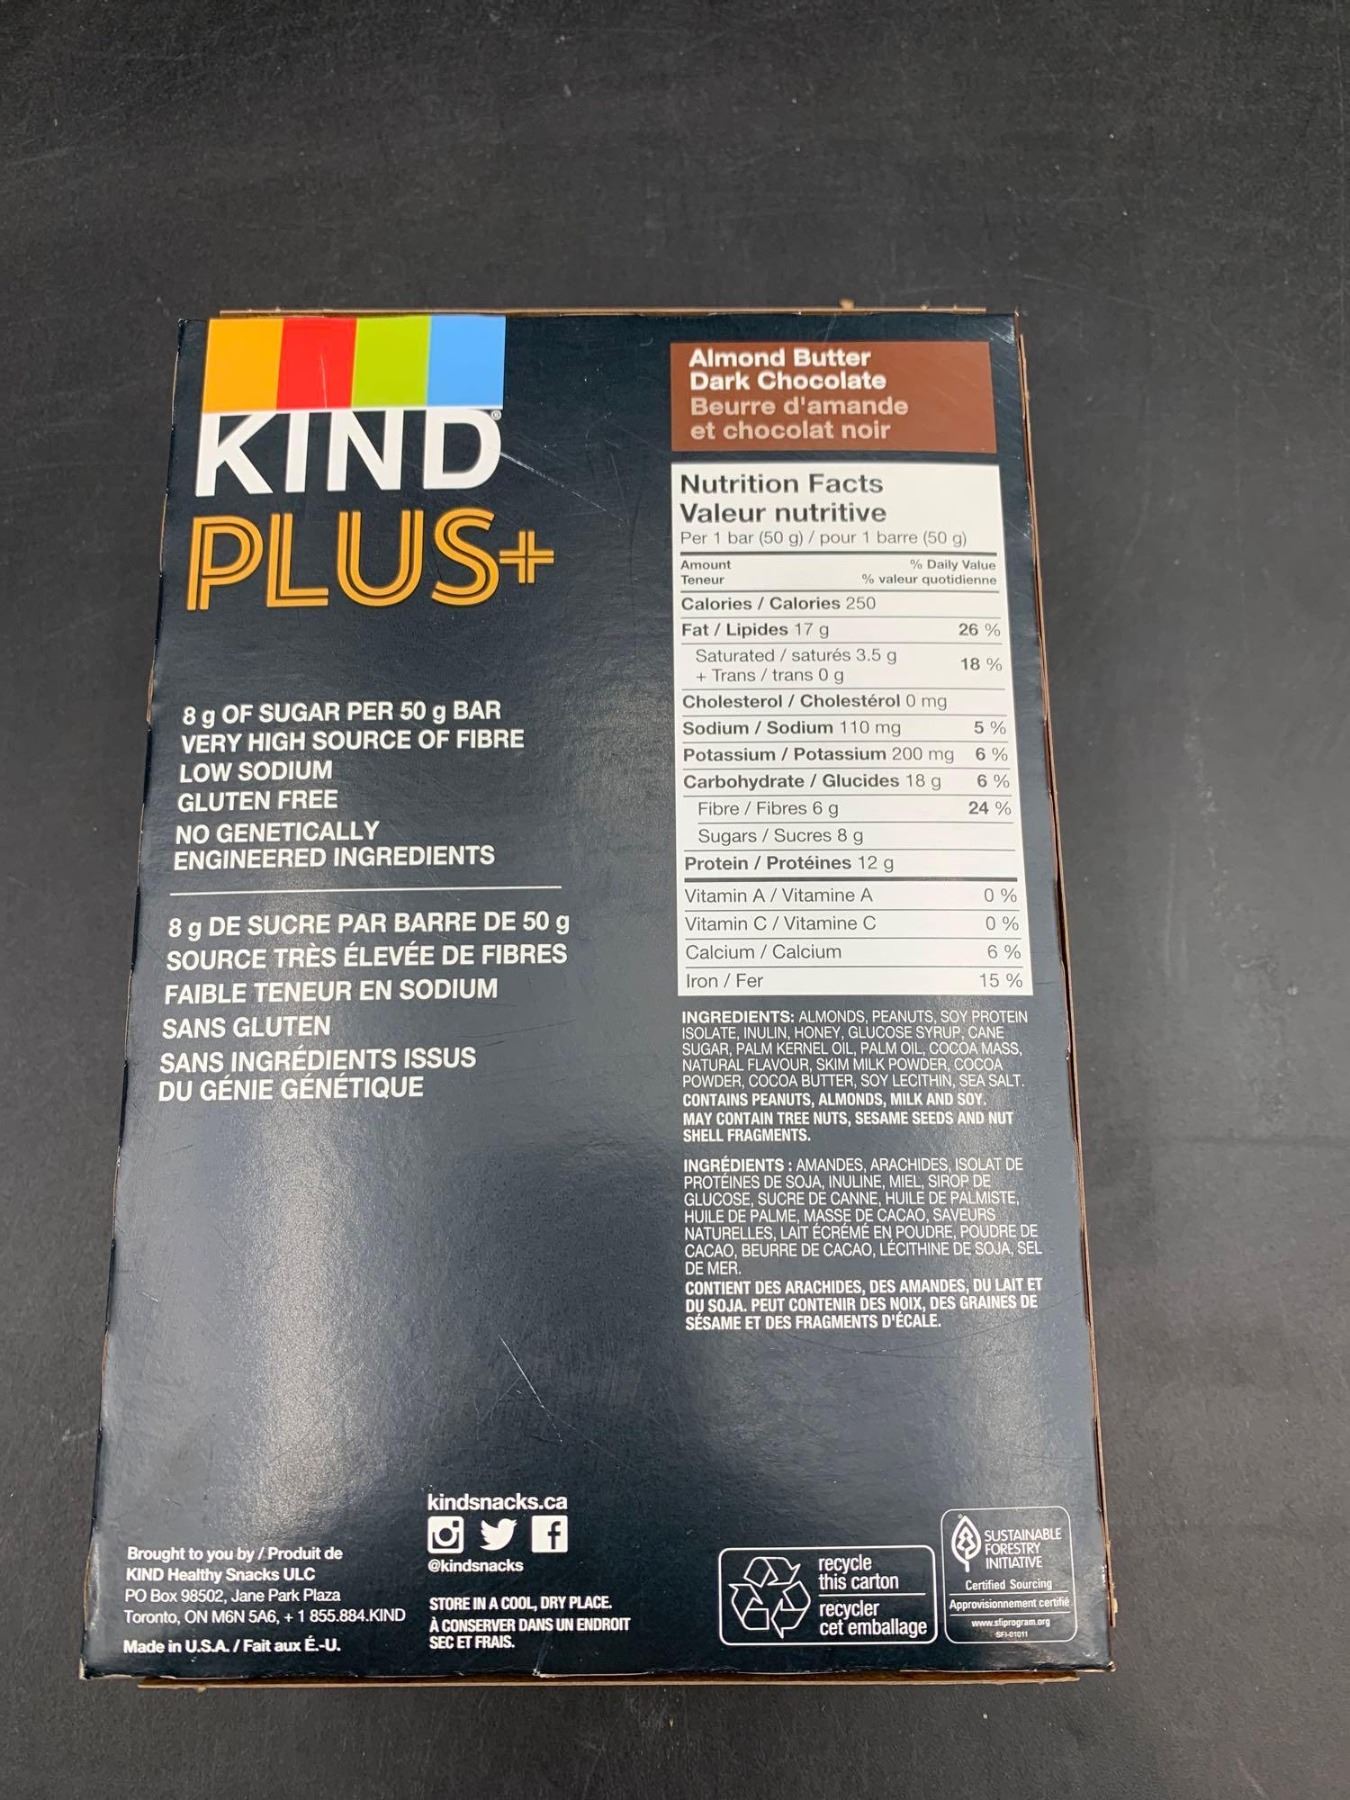 KIND®
PLUS+
8 g OF SUGAR PER 50 g BAR
VERY HIGH SOURCE OF FIBRE
LOW SODIUM
GLUTEN FREE
NO GENETICALLY
ENGINEERED INGREDIENTS
8 g DE SUCRE PAR BARRE DE 50 g
SOURCE TRÈS ÉLEVÉE DE FIBRES
FAIBLE TENEUR EN SODIUM
SANS GLUTEN
SANS INGRÉDIENTS ISSUS
DU GÉNIE GÉNÉTIQUE
Almond Butter
Dark Chocolate
Beurre d'amande
et chocolat noir
Nutrition Facts
Valeur nutritive
Per 1 bar (50 g) / pour 1 barre (50 g)
Amount % Daily Value
Teneur % valeur quotidienne
Calories / Calories 250
Fat / Lipides 17 g 26 %
Saturated / saturés 3.5 g
+ Trans / trans 0 g 18 %
Cholesterol / Cholestérol 0 mg
Sodium / Sodium 110 mg 5 %
Potassium / Potassium 200 mg 6 %
Carbohydrate / Glucides 18 g 6 %
Fibre / Fibres 6 g 24 %
Sugars / Sucres 8 g
Protein / Protéines 12 g
Vitamin A / Vitamine A 0 %
Vitamin C / Vitamine C 0 %
Calcium / Calcium 6 %
Iron / Fer 15 %
INGREDIENTS: ALMONDS, PEANUTS, SOY PROTEIN
ISOLATE, INULIN, HONEY, GLUCOSE SYRUP, CANE
SUGAR, PALM KERNEL OIL, PALM OIL, COCOA MASS,
NATURAL FLAVOUR, SKIM MILK POWDER, COCOA
POWDER, COCOA BUTTER, SOY LECITHIN, SEA SALT.
CONTAINS PEANUTS, ALMONDS, MILK AND SOY.
MAY CONTAIN TREE NUTS, SESAME SEEDS AND NUT
SHELL FRAGMENTS.
INGRÉDIENTS : AMANDES, ARACHIDES, ISOLAT DE
PROTÉINES DE SOJA, INULINE, MIEL, SIROP DE
GLUCOSE, SUCRE DE CANNE, HUILE DE PALMISTE,
HUILE DE PALME, MASSE DE CACAO, SAVEURS
NATURELLES, LAIT ÉCRÉMÉ EN POUDRE, POUDRE DE
CACAO, BEURRE DE CACAO, LÉCITHINE DE SOJA, SEL
DE MER.
CONTIENT DES ARACHIDES, DES AMANDES, DU LAIT ET
DU SOJA. PEUT CONTENIR DES NOIX, DES GRAINES DE
SÉSAME ET DES FRAGMENTS D'ÉCALE.
Brought to you by / Produit de
KIND Healthy Snacks ULC
PO Box 98502, Jane Park Plaza
Toronto, ON M6N 5A6, + 1 855.884.KIND
Made in U.S.A. / Fait aux É.-U.
kindsnacks.ca
@kindsnacks
STORE IN A COOL, DRY PLACE.
À CONSERVER DANS UN ENDROIT
SEC ET FRAIS.
recycle
this carton
recycler
cet emballage
SUSTAINABLE
FORESTRY
INITIATIVE
Certified Sourcing
Approvisionnement certifié
www.sfiprogram.org
SFI-01011